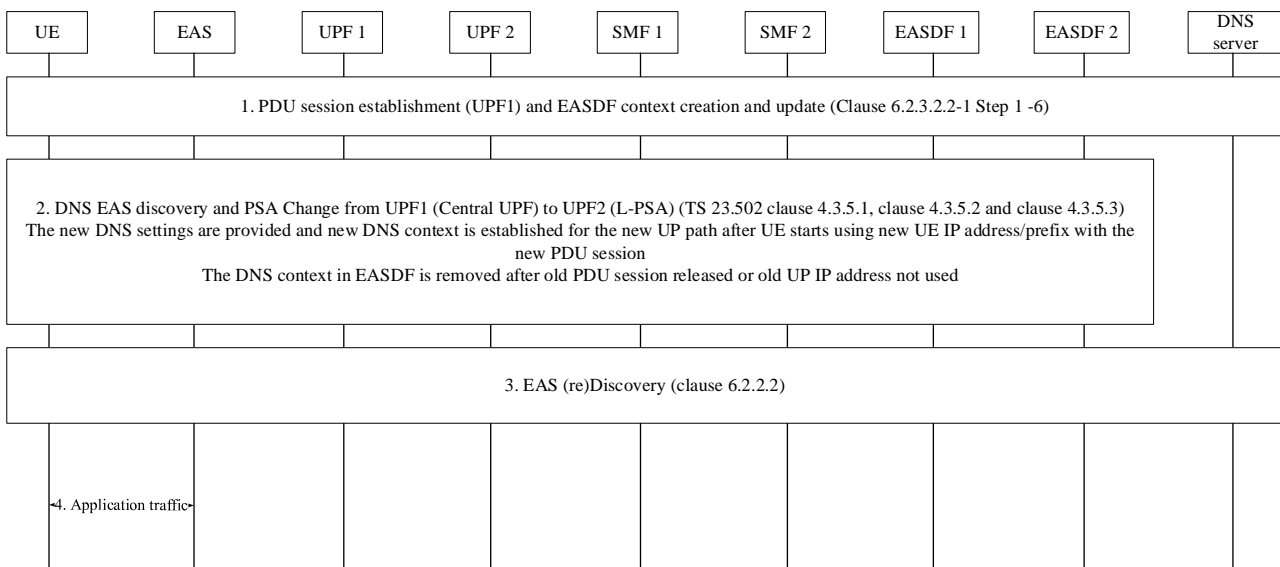 UE
EAS
UPF 1
UPF 2
SMF 1
SMF 2
EASDF 1
EASDF 2
DNS
server
1. PDU session establishment (UPF1) and EASDF context creation and update (Clause 6.2.3.2.2-1 Step 1 -6)
2. DNS EAS discovery and PSA Change from UPF1 (Central UPF) to UPF2 (L-PSA) (TS 23.502 clause 4.3.5.1, clause 4.3.5.2 and clause 4.3.5.3)
The new DNS settings are provided and new DNS context is established for the new UP path after UE starts using new UE IP address/prefix with the
new PDU session
The DNS context in EASDF is removed after old PDU session released or old UP IP address not used
3. EAS (re)Discovery (clause 6.2.2.2)
4. Application traffic